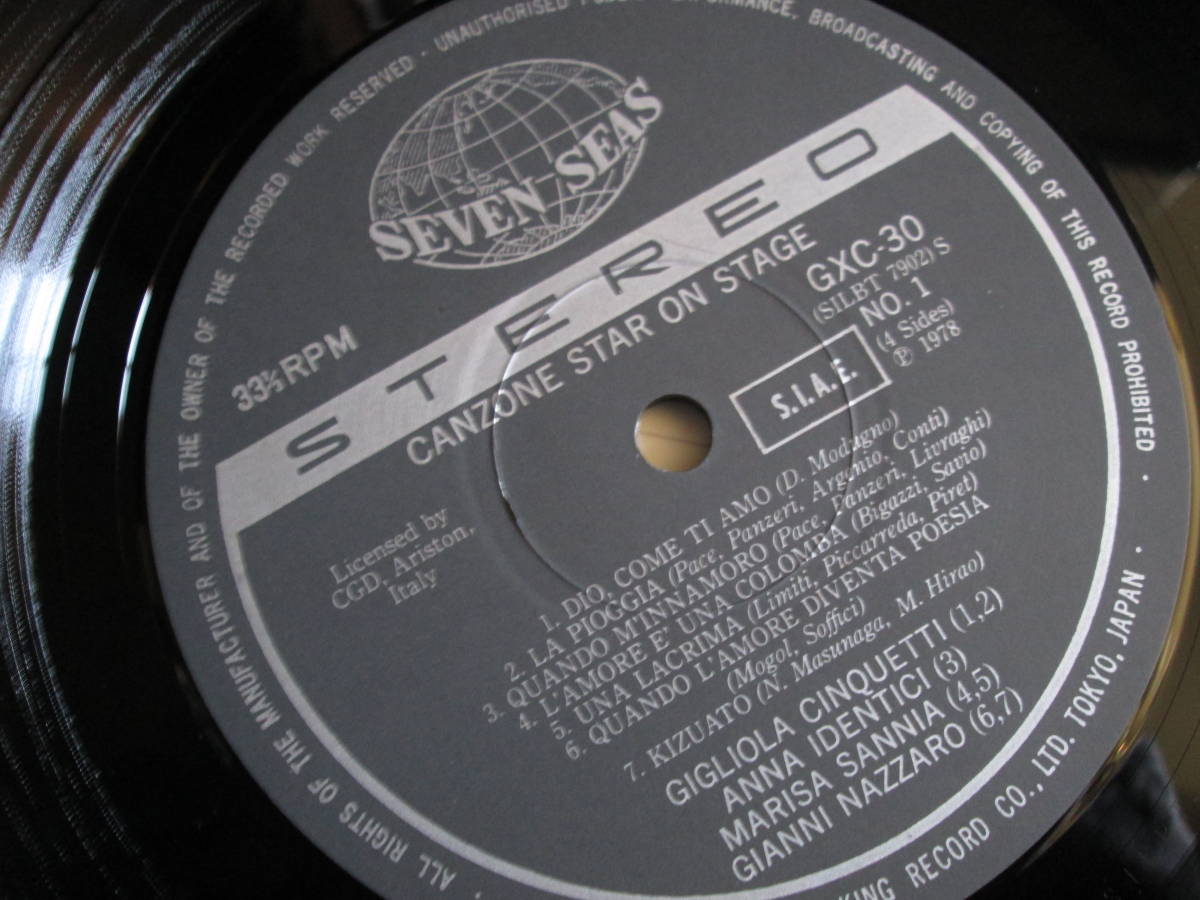 ALL RIGHTS OF THE MANUFACTURER AND OF THE OWNER OF THE RECORDED WORK RESERVED · UNAUTHORISED PERFORMANCE, BROADCASTING AND COPYING OF THIS RECORD PROHIBITED ·
SEVEN SEAS
33⅓ RPM
STEREO
CANZONE STAR ON STAGE
GXC-30
(SILBT 7902) S
NO. 1
(4 Sides)
℗ 1978
S.I.A.E.
Licensed by
CGD, Ariston,
Italy
1. DIO, COME TI AMO (D. Modugno)
2. LA PIOGGIA (Pace, Panzeri, Argenio, Conti)
3. QUANDO M'INNAMORO (Pace, Panzeri, Livraghi)
4. L'AMORE E' UNA COLOMBA (Bigazzi, Savio)
5. UNA LACRIMA (Limiti, Piccarreda, Piret)
6. QUANDO L'AMORE DIVENTA POESIA
(Mogol, Soffici)
7. KIZUATO (N. Masunaga, M. Hirao)
GIGLIOLA CINQUETTI (1,2)
ANNA IDENTICI (3)
MARISA SANNIA (4,5)
GIANNI NAZZARO (6,7)
KING RECORD CO., LTD. TOKYO, JAPAN ·